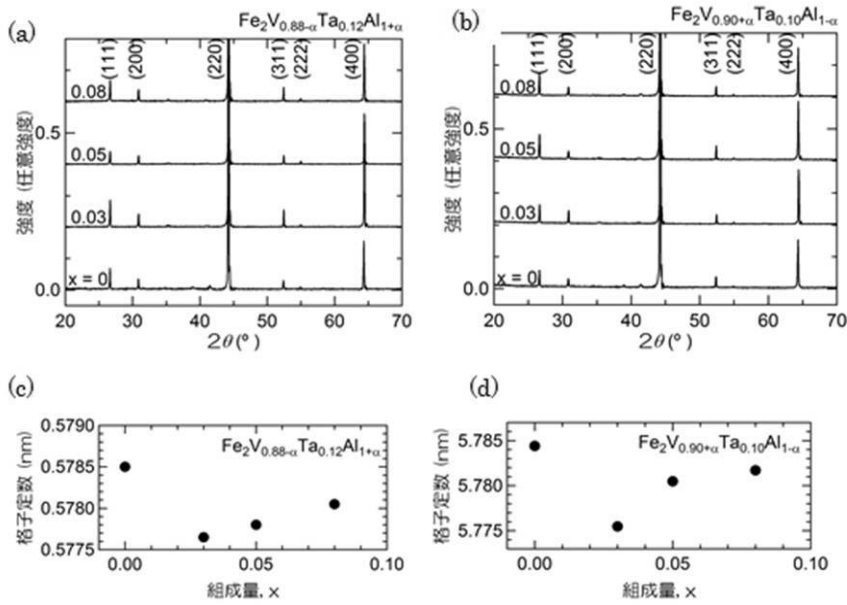 (a)
Fe₂V₀.₈₈₋αTa₀.₁₂Al₁₊α
(111)
(200)
(220)
(311)
(222)
(400)
0.08
0.05
0.03
x = 0
0.5
0.0
強度 (任意強度)
20 30 40 50 60 70
2θ (°)
(b)
Fe₂V₀.₉₀₊αTa₀.₁₀Al₁₋α
(111)
(200)
(220)
(311)
(222)
(400)
0.08
0.05
0.03
x = 0
0.5
0.0
強度 (任意強度)
20 30 40 50 60 70
2θ (°)
(c)
Fe₂V₀.₈₈₋αTa₀.₁₂Al₁₊α
0.5790
0.5785
0.5780
0.5775
格子定数 (nm)
0.00 0.05 0.10
組成量, x
(d)
Fe₂V₀.₉₀₊αTa₀.₁₀Al₁₋α
5.785
5.780
5.775
格子定数 (nm)
0.00 0.05 0.10
組成量, x